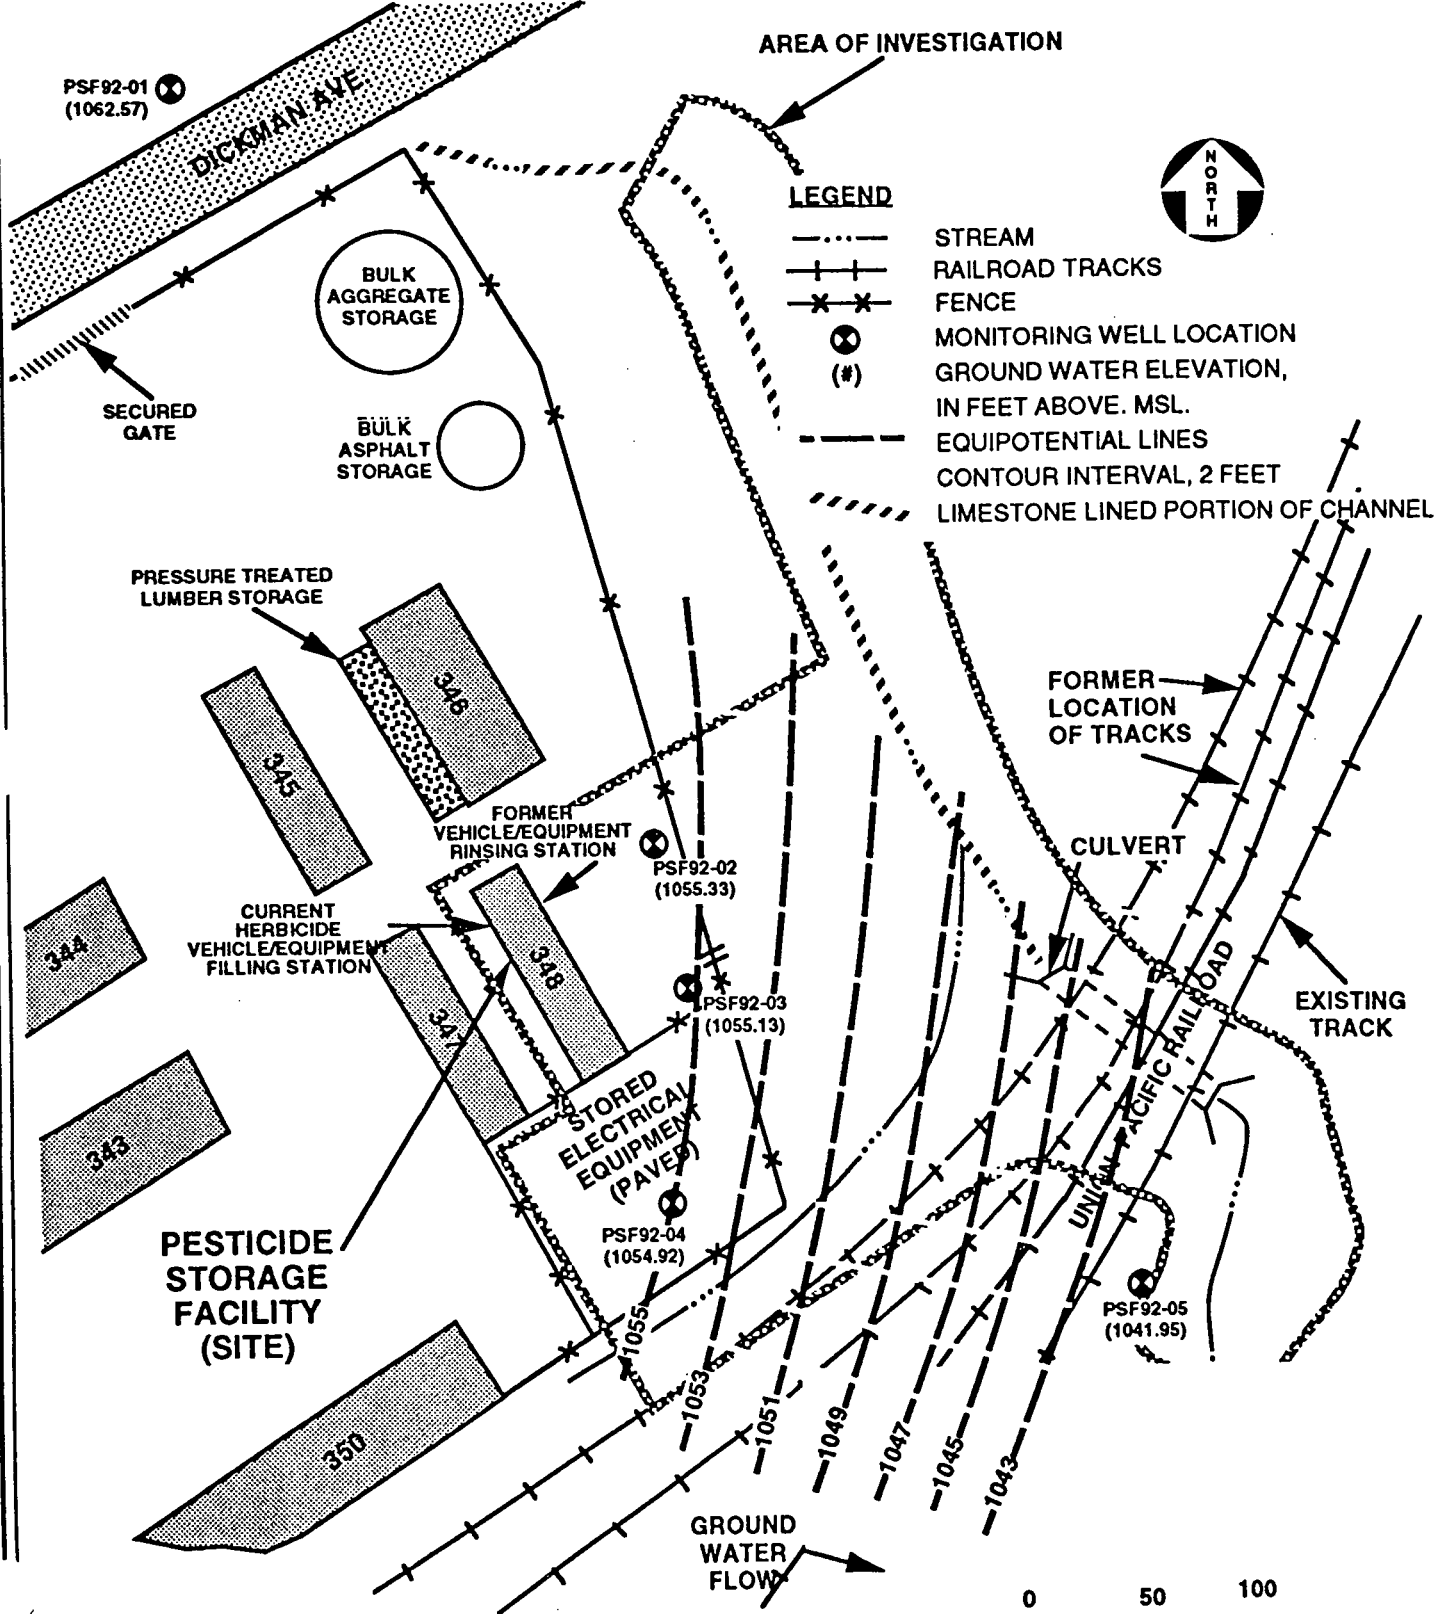 AREA OF INVESTIGATION
PSF92-01
(1062.57)
DICKMAN AVE.
NORTH
LEGEND
STREAM
RAILROAD TRACKS
FENCE
MONITORING WELL LOCATION
(#)
GROUND WATER ELEVATION,
IN FEET ABOVE. MSL.
EQUIPOTENTIAL LINES
CONTOUR INTERVAL, 2 FEET
LIMESTONE LINED PORTION OF CHANNEL
BULK
AGGREGATE
STORAGE
SECURED
GATE
BULK
ASPHALT
STORAGE
PRESSURE TREATED
LUMBER STORAGE
346
345
FORMER
LOCATION
OF TRACKS
FORMER
VEHICLE/EQUIPMENT
RINSING STATION
CULVERT
PSF92-02
(1055.33)
CURRENT
HERBICIDE
VEHICLE/EQUIPMENT
FILLING STATION
344
348
347
PSF92-03
(1055.13)
EXISTING
TRACK
UNION PACIFIC RAILROAD
343
STORED
ELECTRICAL
EQUIPMENT
(PAVED)
PSF92-04
(1054.92)
PESTICIDE
STORAGE
FACILITY
(SITE)
PSF92-05
(1041.95)
350
1055
1053
1051
1049
1047
1045
1043
GROUND
WATER
FLOW
0 50 100